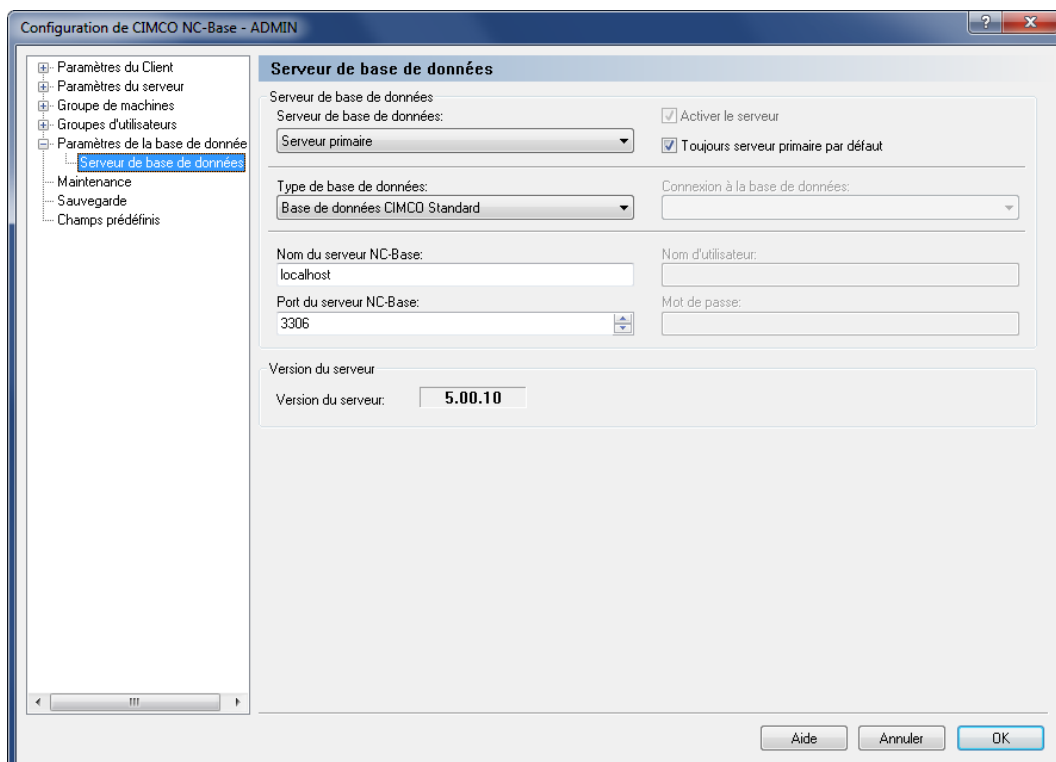 Configuration de CIMCO NC-Base - ADMIN
Paramètres du Client
Paramètres du serveur
Groupe de machines
Groupes d'utilisateurs
Paramètres de la base de donnée
Serveur de base de données
Maintenance
Sauvegarde
Champs prédéfinis
Serveur de base de données
Serveur de base de données
Serveur de base de données:
Activer le serveur
Serveur primaire
Toujours serveur primaire par défaut
Type de base de données:
Connexion à la base de données:
Base de données CIMCO Standard
Nom du serveur NC-Base:
Nom d'utilisateur:
localhost
Port du serveur NC-Base:
Mot de passe:
3306
Version du serveur
Version du serveur:
5.00.10
Aide
Annuler
OK